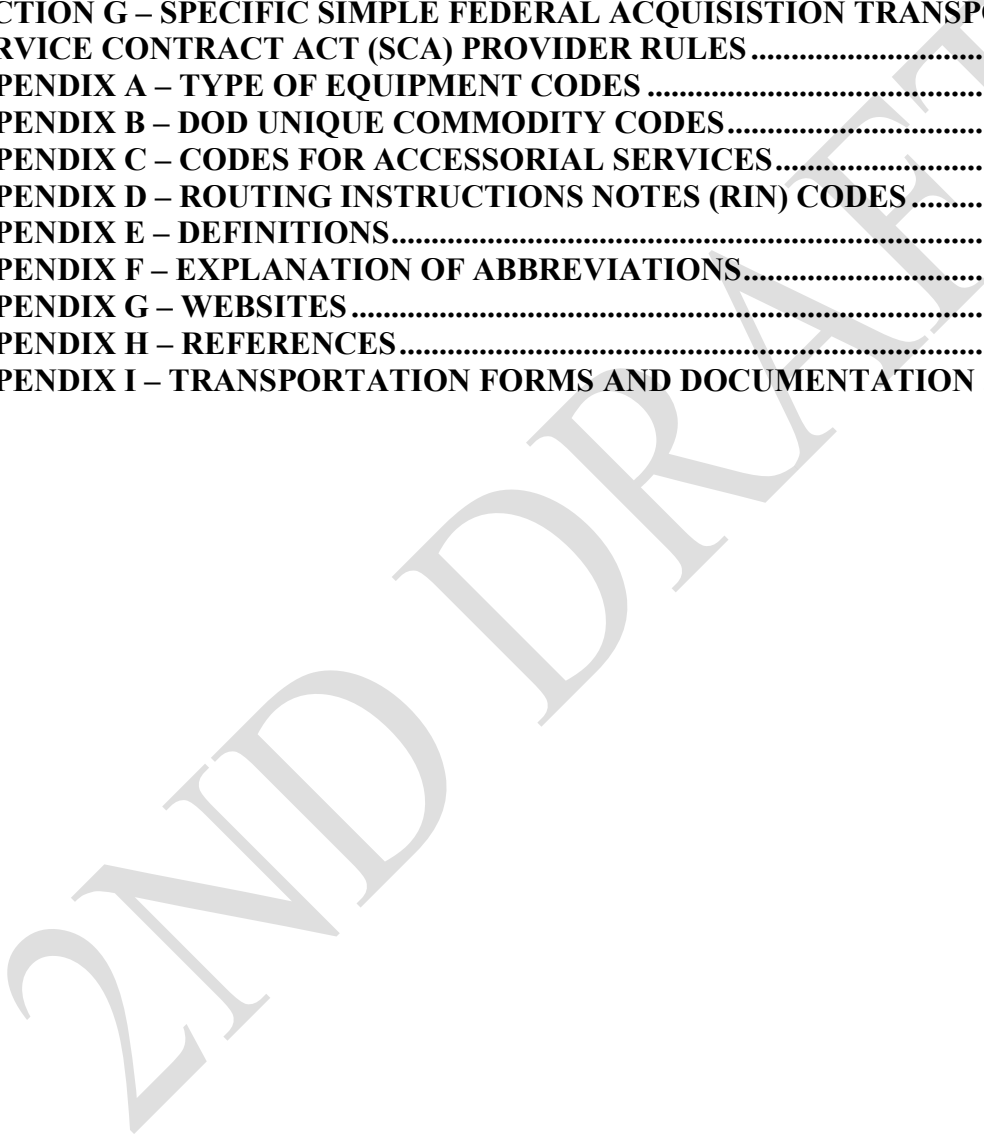 CTION G – SPECIFIC SIMPLE FEDERAL ACQUISISTION TRANSPO
RVICE CONTRACT ACT (SCA) PROVIDER RULES
PENDIX A – TYPE OF EQUIPMENT CODES
PENDIX B – DOD UNIQUE COMMODITY CODES
PENDIX C – CODES FOR ACCESSORIAL SERVICES
PENDIX D – ROUTING INSTRUCTIONS NOTES (RIN) CODES
PENDIX E – DEFINITIONS
PENDIX F – EXPLANATION OF ABBREVIATIONS
PENDIX G – WEBSITES
PENDIX H – REFERENCES
PENDIX I – TRANSPORTATION FORMS AND DOCUMENTATION
2ND DRAFT